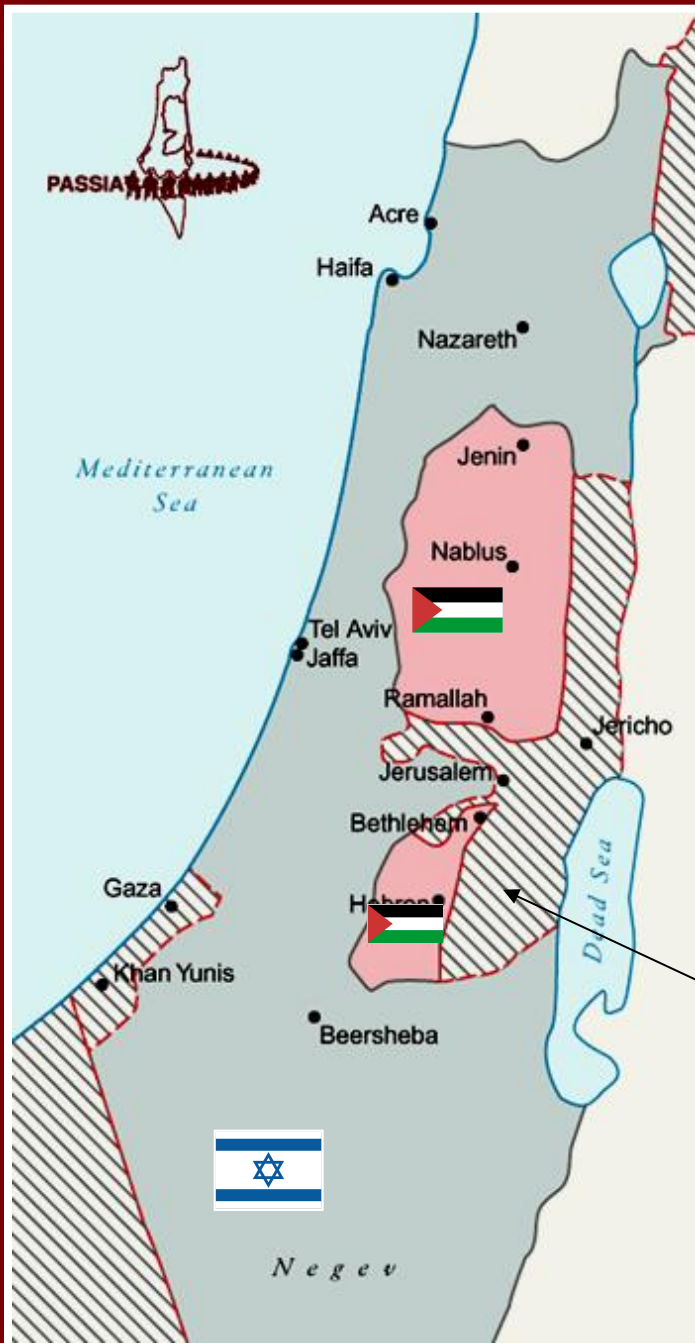 PASSIA
Acre
Haifa
Nazareth
Mediterranean
Sea
Jenin
Nablus
Tel Aviv
Jaffa
Ramallah
Jericho
Jerusalem
Bethlehem
Gaza
Hebron
Dead Sea
Khan Yunis
Beersheba
Negev